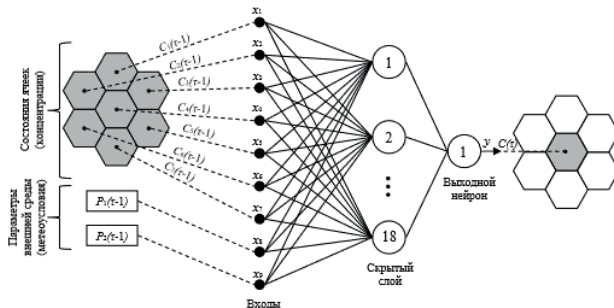 Состояния ячеек
(концентрации)
Параметры
внешней среды
(метеоусловия)
C₁(τ-1)
C₂(τ-1)
C₃(τ-1)
C₄(τ-1)
C₅(τ-1)
C₆(τ-1)
C₇(τ-1)
P₁(τ-1)
P₂(τ-1)
x₁
x₂
x₃
x₄
x₅
x₆
x₇
x₈
x₉
Входы
1
2
18
Скрытый
слой
1
Выходной
нейрон
y
C(τ)